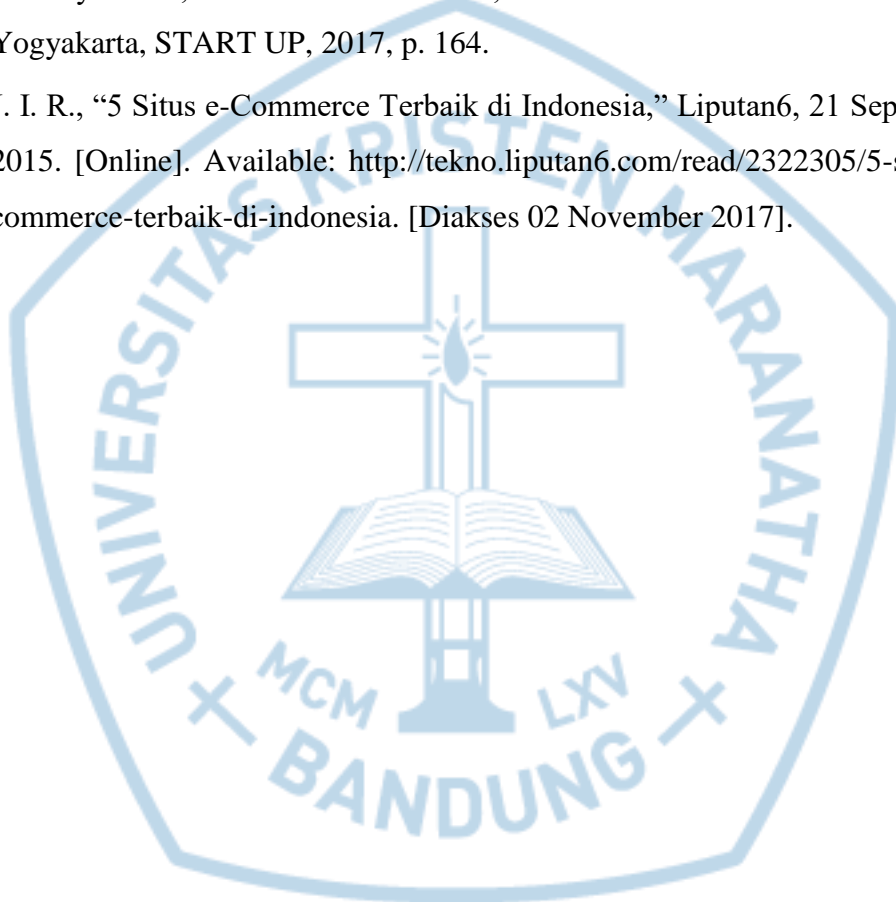 Yogyakarta, START UP, 2017, p. 164.
I. R., “5 Situs e-Commerce Terbaik di Indonesia,” Liputan6, 21 Sep
2015. [Online]. Available: http://tekno.liputan6.com/read/2322305/5-s
commerce-terbaik-di-indonesia. [Diakses 02 November 2017].
UNIVERSITAS KRISTEN MARANATHA
MCM LXV
BANDUNG